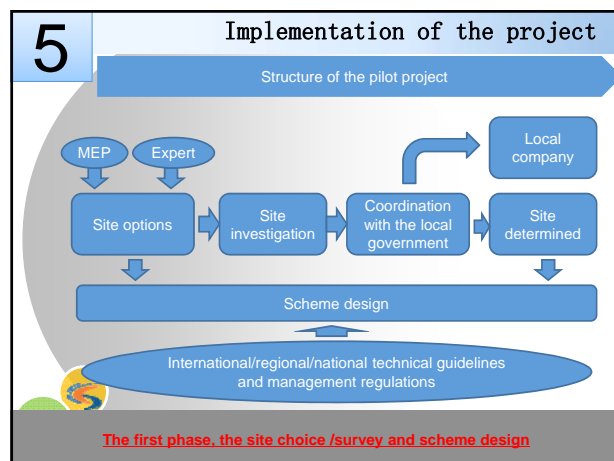 5
Implementation of the project
Structure of the pilot project
MEP
Expert
Local
company
Site options
Site
investigation
Coordination
with the local
government
Site
determined
Scheme design
International/regional/national technical guidelines
and management regulations
The first phase, the site choice /survey and scheme design